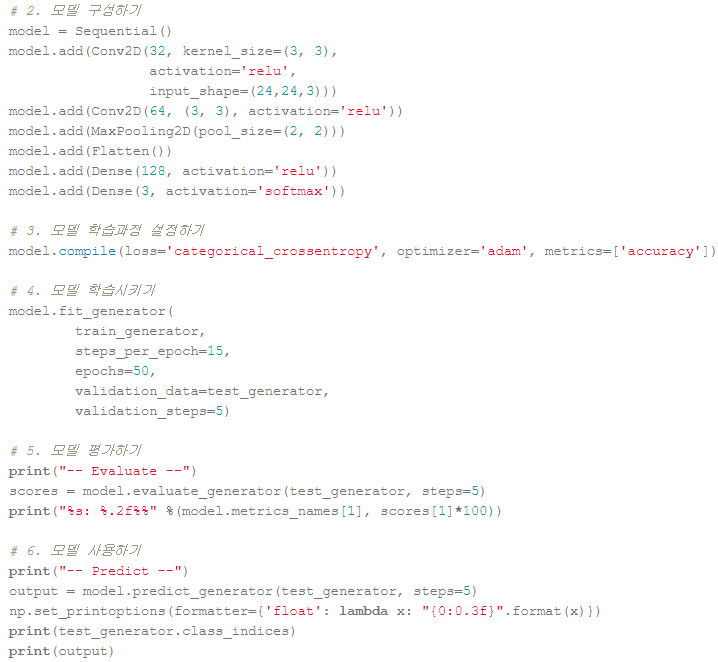 # 2. 모델 구성하기
model = Sequential()
model.add(Conv2D(32, kernel_size=(3, 3),
                 activation='relu',
                 input_shape=(24,24,3)))
model.add(Conv2D(64, (3, 3), activation='relu'))
model.add(MaxPooling2D(pool_size=(2, 2)))
model.add(Flatten())
model.add(Dense(128, activation='relu'))
model.add(Dense(3, activation='softmax'))

# 3. 모델 학습과정 설정하기
model.compile(loss='categorical_crossentropy', optimizer='adam', metrics=['accuracy'])

# 4. 모델 학습시키기
model.fit_generator(
        train_generator,
        steps_per_epoch=15,
        epochs=50,
        validation_data=test_generator,
        validation_steps=5)

# 5. 모델 평가하기
print("-- Evaluate --")
scores = model.evaluate_generator(test_generator, steps=5)
print("%s: %.2f%%" %(model.metrics_names[1], scores[1]*100))

# 6. 모델 사용하기
print("-- Predict --")
output = model.predict_generator(test_generator, steps=5)
np.set_printoptions(formatter={'float': lambda x: "{0:0.3f}".format(x)})
print(test_generator.class_indices)
print(output)